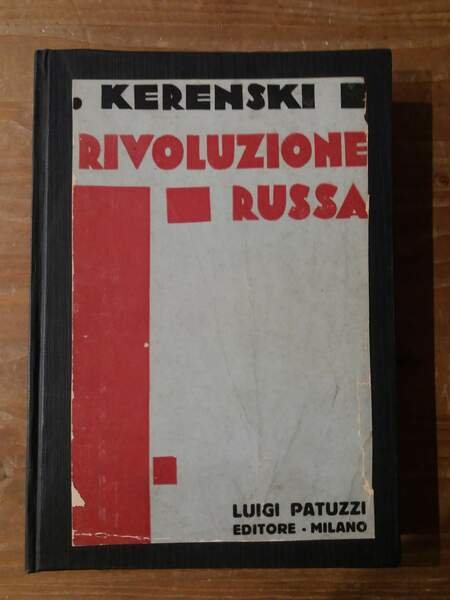 . KERENSKI
RIVOLUZIONE
RUSSA
LUIGI PATUZZI
EDITORE - MILANO